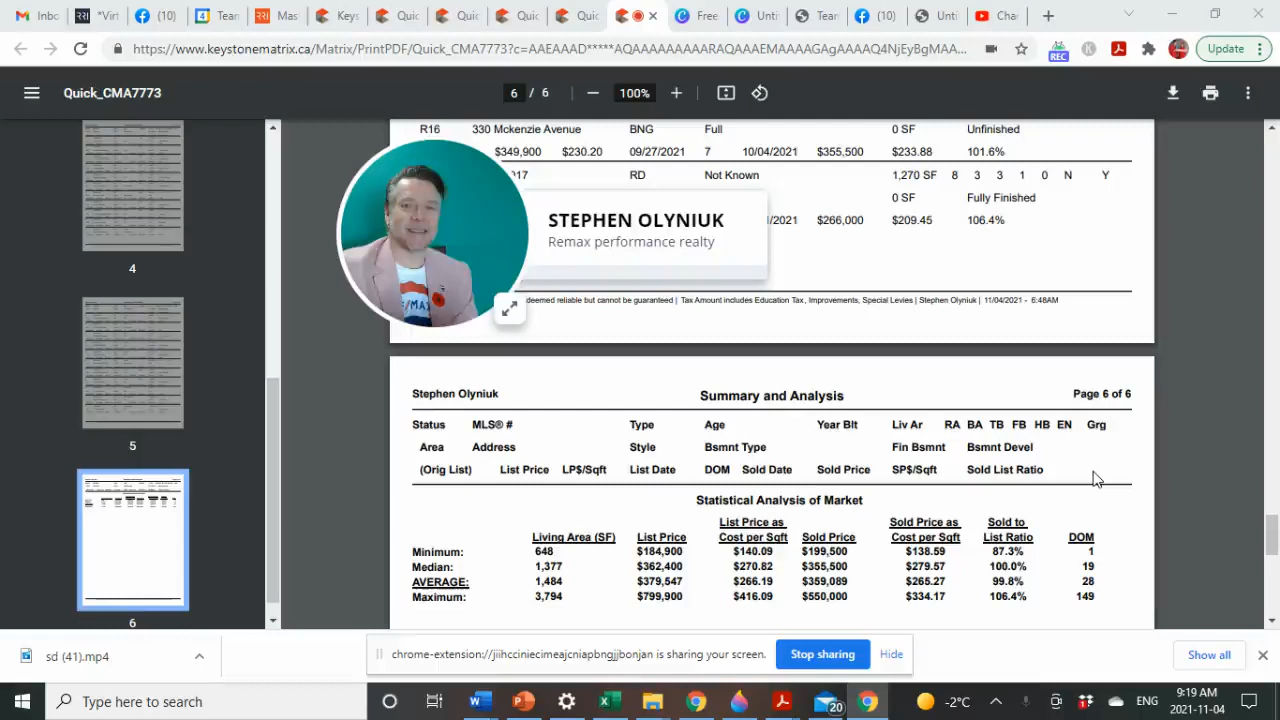 Inbo
*Virt
(10)
Team
Mas
Keys
Quic
Quic
Quic
Quic
Free
Unti
Tear
(10)
Unti
Cha
https://www.keystonematrix.ca/Matrix/PrintPDF/Quick_CMA7773?c=AAEAAAD*****AQAAAAAAAAARAQAAAEMAAAAGAgAAAAQ4NjEyBgMAA...
REC
Update
Quick_CMA7773
6 / 6
100%
R16 330 Mckenzie Avenue BNG Full 0 SF Unfinished
$349,900 $230.20 09/27/2021 7 10/04/2021 $355,500 $233.88 101.6%
017 RD Not Known 1,270 SF 8 3 3 1 0 N Y
0 SF Fully Finished
/2021 $266,000 $209.45 106.4%
STEPHEN OLYNIUK
Remax performance realty
deemed reliable but cannot be guaranteed | Tax Amount includes Education Tax, Improvements, Special Levies | Stephen Olyniuk | 11/04/2021 - 6:48AM
4
5
6
Stephen Olyniuk Summary and Analysis Page 6 of 6
Status MLS® # Type Age Year Blt Liv Ar RA BA TB FB HB EN Grg
Area Address Style Bsmnt Type Fin Bsmnt Bsmnt Devel
(Orig List) List Price LP$/Sqft List Date DOM Sold Date Sold Price SP$/Sqft Sold List Ratio
Statistical Analysis of Market
List Price as Sold Price as Sold to
Living Area (SF) List Price Cost per Sqft Sold Price Cost per Sqft List Ratio DOM
Minimum: 648 $184,900 $140.09 $199,500 $138.59 87.3% 1
Median: 1,377 $362,400 $270.82 $355,500 $279.57 100.0% 19
AVERAGE: 1,484 $379,547 $266.19 $359,089 $265.27 99.8% 28
Maximum: 3,794 $799,900 $416.09 $550,000 $334.17 106.4% 149
sd (41).mp4
chrome-extension://jiihcciniecimeajcniapbngjjbonjan is sharing your screen.
Stop sharing
Hide
Show all
Type here to search
20
-2°C
ENG
9:19 AM
2021-11-04